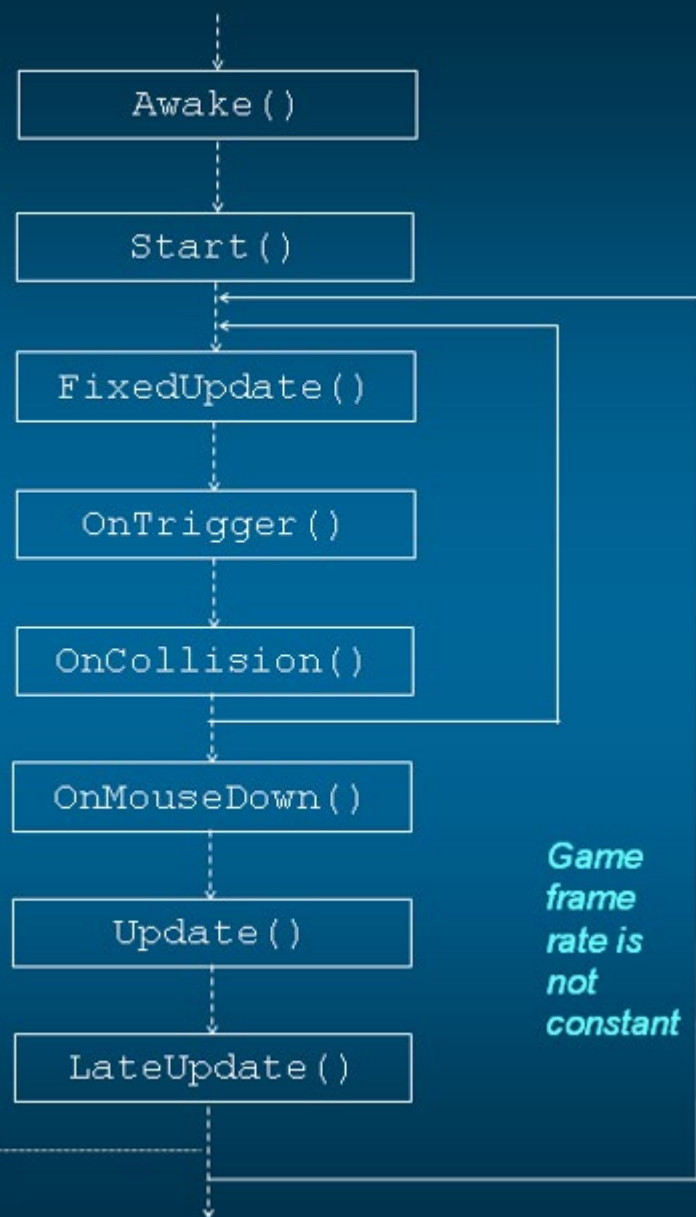 Awake()
Start()
FixedUpdate()
OnTrigger()
OnCollision()
OnMouseDown()
Update()
LateUpdate()
Game
frame
rate is
not
constant